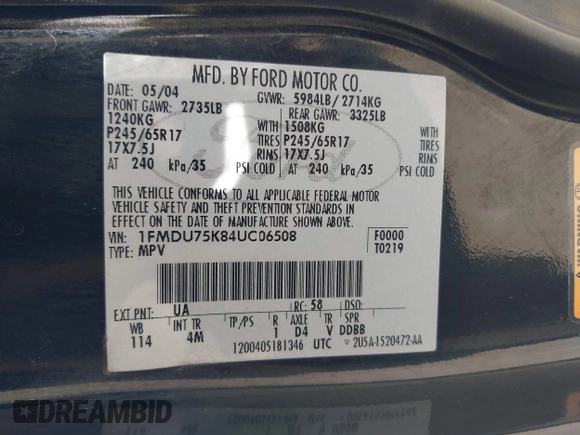 MFD. BY FORD MOTOR CO.
DATE: 05/04 GVWR: 5984LB / 2714KG
FRONT GAWR: 2735LB REAR GAWR: 3325LB
1240KG WITH 1508KG WITH
P245/65R17 TIRES P245/65R17 TIRES
17X7.5J RIMS 17X7.5J RIMS
AT 240 kPa/35 PSI COLD AT 240 kPa/35 PSI COLD
THIS VEHICLE CONFORMS TO ALL APPLICABLE FEDERAL MOTOR
VEHICLE SAFETY AND THEFT PREVENTION STANDARDS IN
EFFECT ON THE DATE OF MANUFACTURE SHOWN ABOVE.
VIN: 1FMDU75K84UC06508 F0000
TYPE: MPV T0219
EXT PNT: UA RC: 58 DSO:
WB INT TR TP/PS R AXLE TR SPR
114 4M 1 D4 V DDBB
1200405181346 UTC 2U5A-1520472-AA
Ford
WARNING
AUTOBIDMD